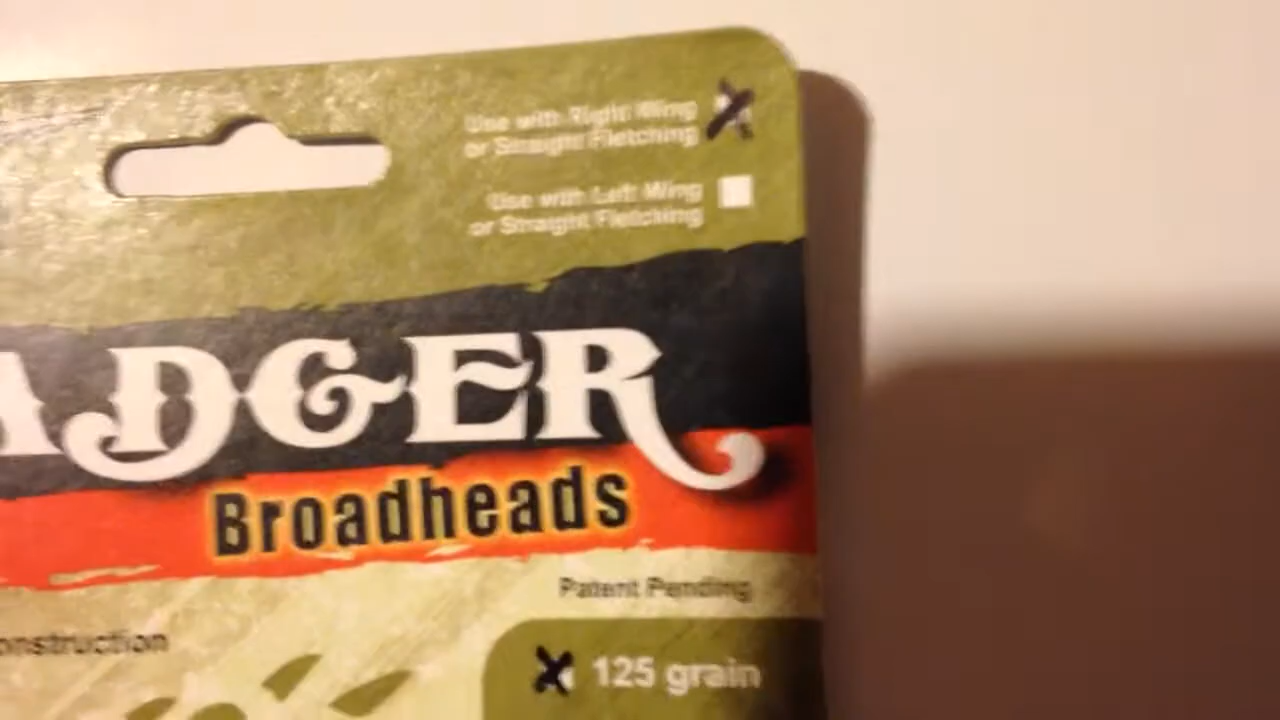 Use with Right Wing
or Straight Fletching
Use with Left Wing
or Straight Fletching
ADGER
Broadheads
Patent Pending
onstruction
125 grain